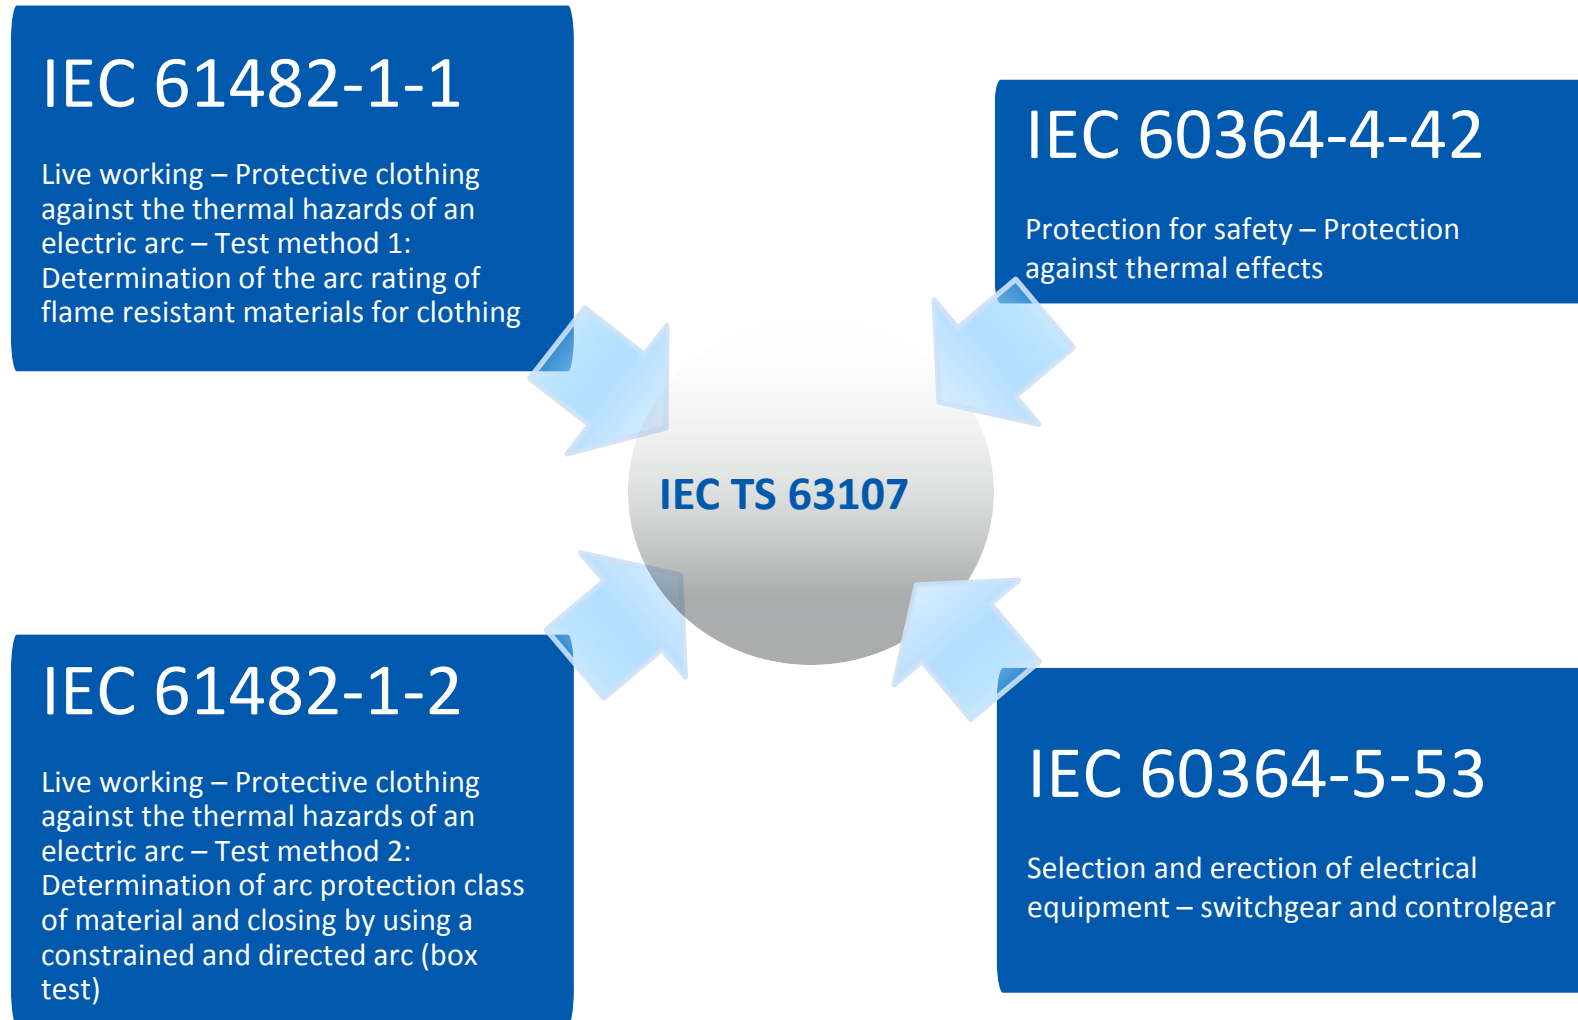 IEC 61482-1-1
Live working – Protective clothing
against the thermal hazards of an
electric arc – Test method 1:
Determination of the arc rating of
flame resistant materials for clothing
IEC 60364-4-42
Protection for safety – Protection
against thermal effects
IEC TS 63107
IEC 61482-1-2
Live working – Protective clothing
against the thermal hazards of an
electric arc – Test method 2:
Determination of arc protection class
of material and closing by using a
constrained and directed arc (box
test)
IEC 60364-5-53
Selection and erection of electrical
equipment – switchgear and controlgear